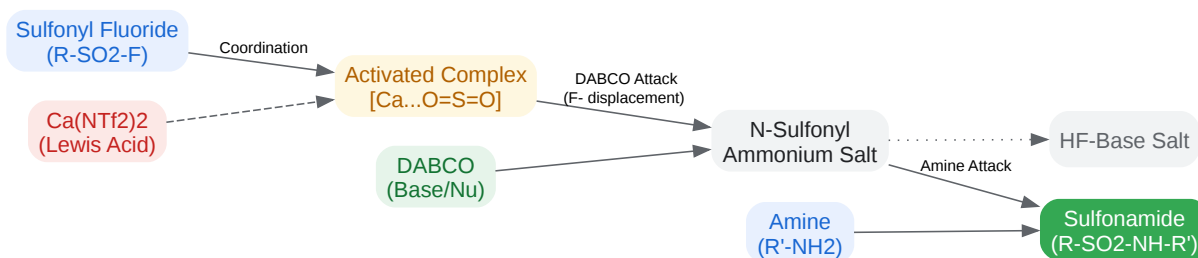 Sulfonyl Fluoride
(R-SO2-F)
Coordination
Ca(NTf2)2
(Lewis Acid)
Activated Complex
[Ca...O=S=O]
DABCO Attack
(F- displacement)
DABCO
(Base/Nu)
N-Sulfonyl
Ammonium Salt
HF-Base Salt
Amine Attack
Amine
(R'-NH2)
Sulfonamide
(R-SO2-NH-R')